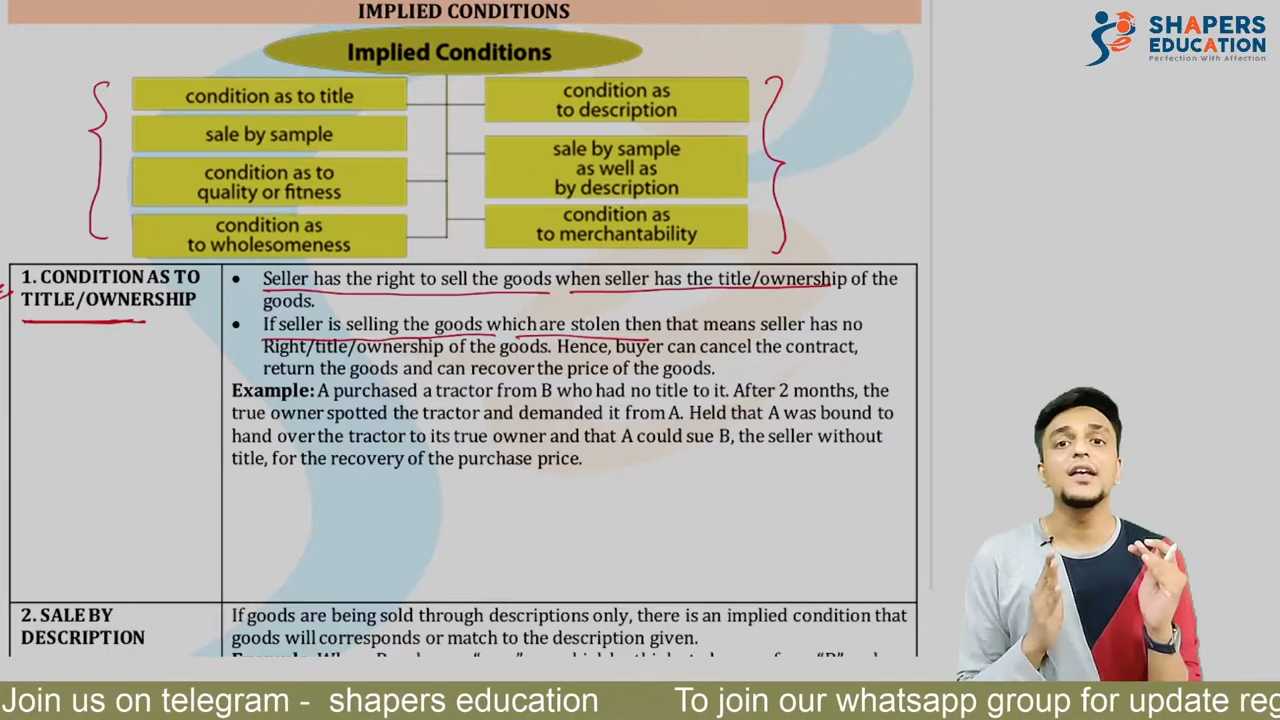 IMPLIED CONDITIONS
SHAPERS
EDUCATION
Perfection With Affection
Implied Conditions
condition as to title
sale by sample
condition as to
quality or fitness
condition as
to wholesomeness
condition as
to description
sale by sample
as well as
by description
condition as
to merchantability
1. CONDITION AS TO
TITLE/OWNERSHIP
• Seller has the right to sell the goods when seller has the title/ownership of the
goods.
• If seller is selling the goods which are stolen then that means seller has no
Right/title/ownership of the goods. Hence, buyer can cancel the contract,
return the goods and can recover the price of the goods.
Example: A purchased a tractor from B who had no title to it. After 2 months, the
true owner spotted the tractor and demanded it from A. Held that A was bound to
hand over the tractor to its true owner and that A could sue B, the seller without
title, for the recovery of the purchase price.
2. SALE BY
DESCRIPTION
If goods are being sold through descriptions only, there is an implied condition that
goods will corresponds or match to the description given.
Join us on telegram - shapers education To join our whatsapp group for update reg